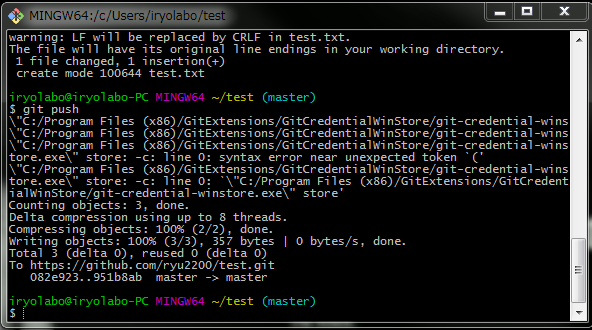 MINGW64:/c/Users/iryolabo/test
warning: LF will be replaced by CRLF in test.txt.
The file will have its original line endings in your working directory.
 1 file changed, 1 insertion(+)
 create mode 100644 test.txt
iryolabo@iryolabo-PC MINGW64 ~/test (master)
$ git push
\"C:/Program Files (x86)/GitExtensions/GitCredentialWinStore/git-credential-wins
\"C:/Program Files (x86)/GitExtensions/GitCredentialWinStore/git-credential-wins
\"C:/Program Files (x86)/GitExtensions/GitCredentialWinStore/git-credential-wins
tore.exe\" store: -c: line 0: syntax error near unexpected token `('
\"C:/Program Files (x86)/GitExtensions/GitCredentialWinStore/git-credential-wins
tore.exe\" store: -c: line 0: `\"C:/Program Files (x86)/GitExtensions/GitCredent
ialWinStore/git-credential-winstore.exe\" store'
Counting objects: 3, done.
Delta compression using up to 8 threads.
Compressing objects: 100% (2/2), done.
Writing objects: 100% (3/3), 357 bytes | 0 bytes/s, done.
Total 3 (delta 0), reused 0 (delta 0)
To https://github.com/ryu2200/test.git
   082e923..951b8ab  master -> master
iryolabo@iryolabo-PC MINGW64 ~/test (master)
$